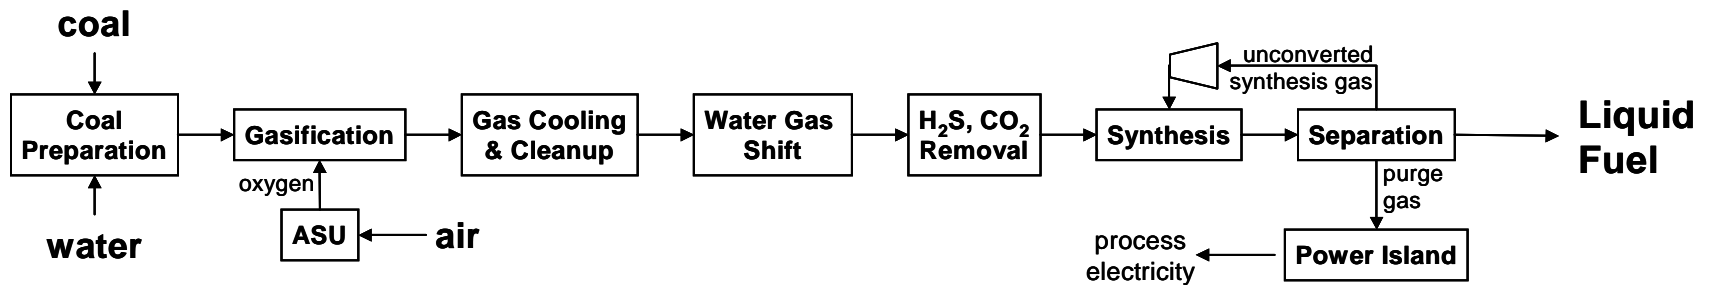 coal
Coal
Preparation
water
Gasification
oxygen
ASU
air
Gas Cooling
& Cleanup
Water Gas
Shift
H₂S, CO₂
Removal
Synthesis
unconverted
synthesis gas
Separation
purge
gas
Power Island
process
electricity
Liquid
Fuel